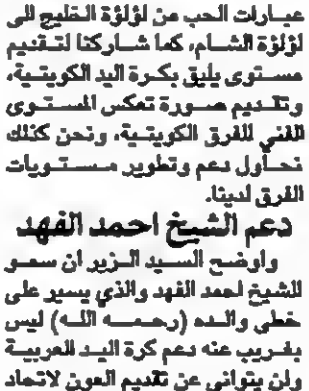 عبارات الحب من لؤلؤة الخليج الى
لؤلؤة الشام، كما شاركنا لتقديم
مستوى يليق بكرة اليد الكويتية،
وتقديم صورة تعكس المستوى
الفني للفرق الكويتية، ونحن كذلك
نحاول دعم وتطوير مستويات
الفرق لدينا.
دعم الشيخ احمد الفهد
واوضح السيد الزير ان سمو
الشيخ احمد الفهد والذي يسير على
خطى والده (رحمه الله) ليس
بغريب عنه دعم كرة اليد العربية
ولن يتوانى عن تقديم العون لاتحاد